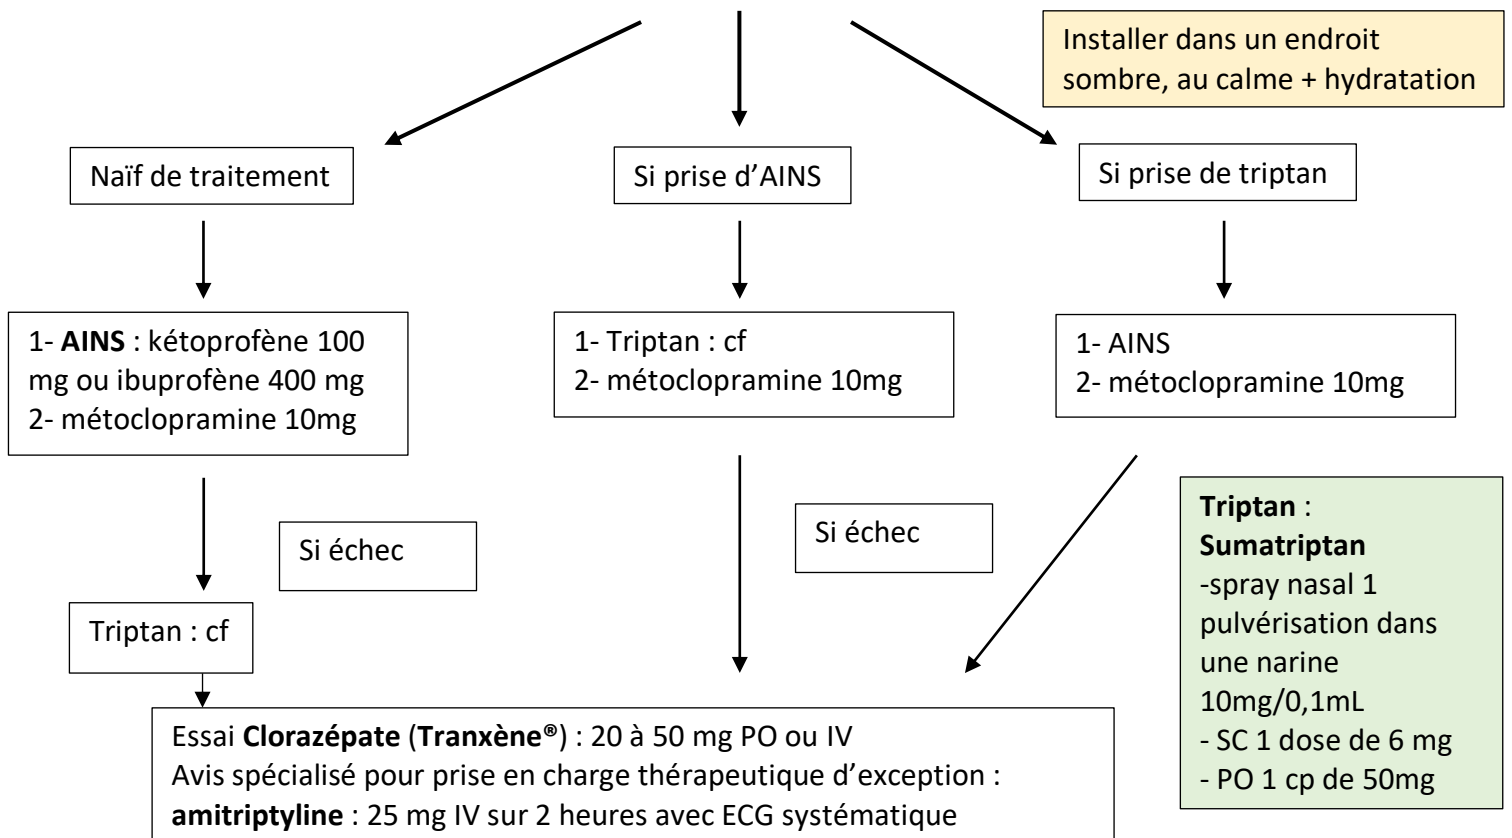 Installer dans un endroit
sombre, au calme + hydratation
Naïf de traitement
Si prise d’AINS
Si prise de triptan
1- AINS : kétoprofène 100
mg ou ibuprofène 400 mg
2- métoclopramine 10mg
1- Triptan : cf
2- métoclopramine 10mg
1- AINS
2- métoclopramine 10mg
Si échec
Si échec
Triptan : cf
Triptan :
Sumatriptan
-spray nasal 1
pulvérisation dans
une narine
10mg/0,1mL
- SC 1 dose de 6 mg
- PO 1 cp de 50mg
Essai Clorazépate (Tranxène®) : 20 à 50 mg PO ou IV
Avis spécialisé pour prise en charge thérapeutique d’exception :
amitriptyline : 25 mg IV sur 2 heures avec ECG systématique